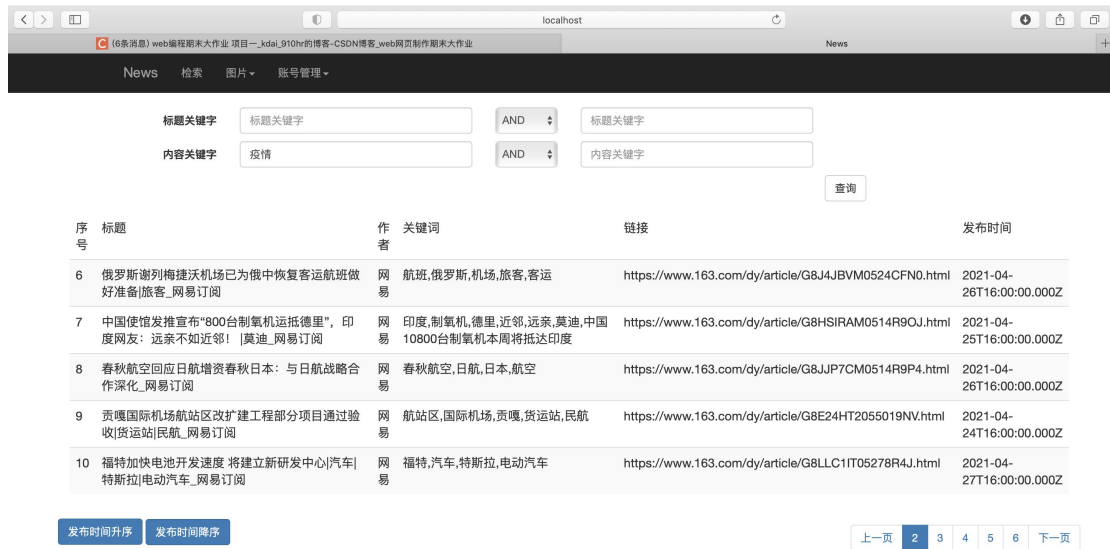 localhost
(6条消息) web编程期末大作业 项目一_kdai_910hr的博客-CSDN博客_web网页制作期末大作业
News
News 检索 图片 账号管理
标题关键字 标题关键字 AND 标题关键字
内容关键字 疫情 AND 内容关键字
查询
序号 标题 作者 关键词 链接 发布时间
6 俄罗斯谢列梅捷沃机场已为俄中恢复客运航班做 网 航班,俄罗斯,机场,旅客,客运 https://www.163.com/dy/article/G8J4JBVM0524CFN0.html 2021-04-
好准备|旅客_网易订阅 易 26T16:00:00.000Z
7 中国使馆发推宣布“800台制氧机运抵德里”，印 网 印度,制氧机,德里,近邻,远亲,莫迪,中国 https://www.163.com/dy/article/G8HSIRAM0514R9OJ.html 2021-04-
度网友：远亲不如近邻！ |莫迪_网易订阅 易 10800台制氧机本周将抵达印度 25T16:00:00.000Z
8 春秋航空回应日航增资春秋日本：与日航战略合 网 春秋航空,日航,日本,航空 https://www.163.com/dy/article/G8JJP7CM0514R9P4.html 2021-04-
作深化_网易订阅 易 26T16:00:00.000Z
9 贡嘎国际机场航站区改扩建工程部分项目通过验 网 航站区,国际机场,贡嘎,货运站,民航 https://www.163.com/dy/article/G8E24HT2055019NV.html 2021-04-
收|货运站|民航_网易订阅 易 24T16:00:00.000Z
10 福特加快电池开发速度 将建立新研发中心|汽车| 网 福特,汽车,特斯拉,电动汽车 https://www.163.com/dy/article/G8LLC1IT05278R4J.html 2021-04-
特斯拉|电动汽车_网易订阅 易 27T16:00:00.000Z
发布时间升序 发布时间降序
上一页 2 3 4 5 6 下一页